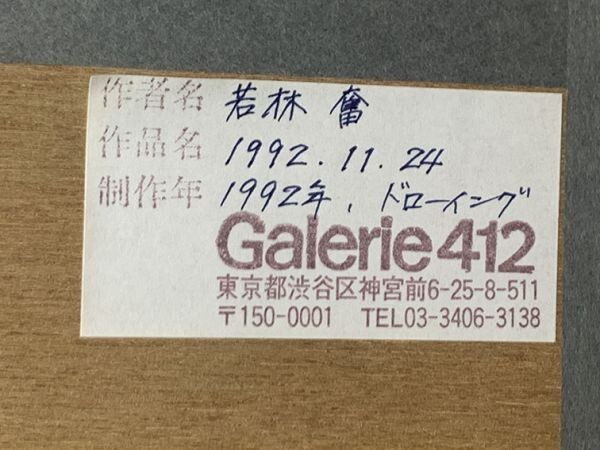 作者名 若林 奮
作品名 1992.11.24
制作年 1992年, ドローイング
Galerie412
東京都渋谷区神宮前6-25-8-511
〒150-0001 TEL03-3406-3138